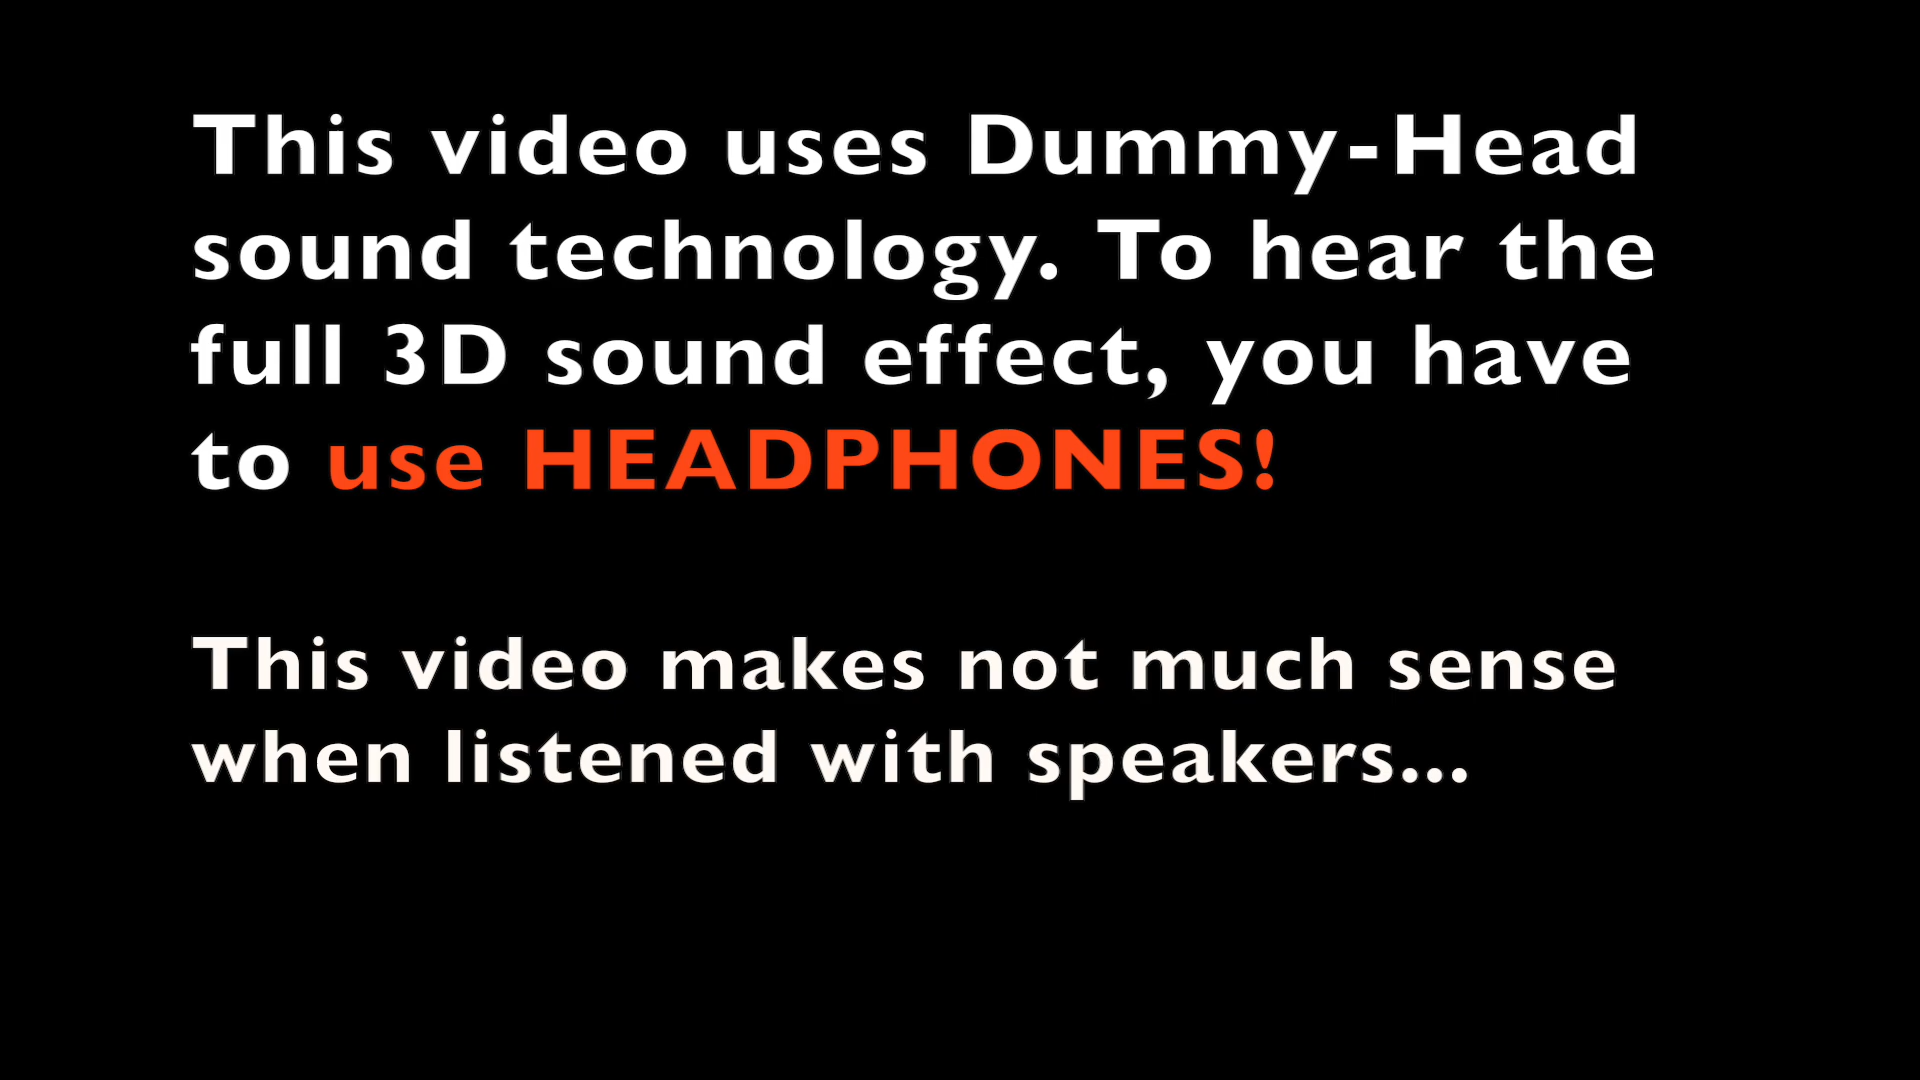 This video uses Dummy-Head
sound technology. To hear the
full 3D sound effect, you have
to use HEADPHONES!
This video makes not much sense
when listened with speakers...